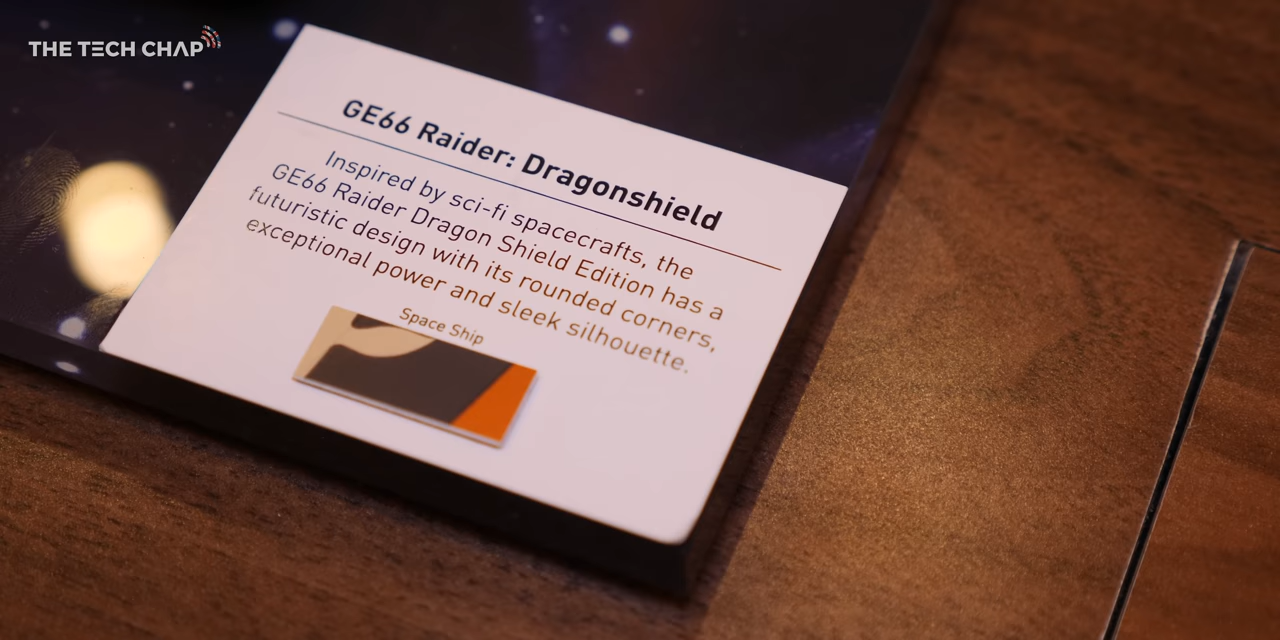 THE TECH CHAP
GE66 Raider: Dragonshield
Inspired by sci-fi spacecrafts, the
GE66 Raider Dragon Shield Edition has a
futuristic design with its rounded corners,
exceptional power and sleek silhouette.
Space Ship